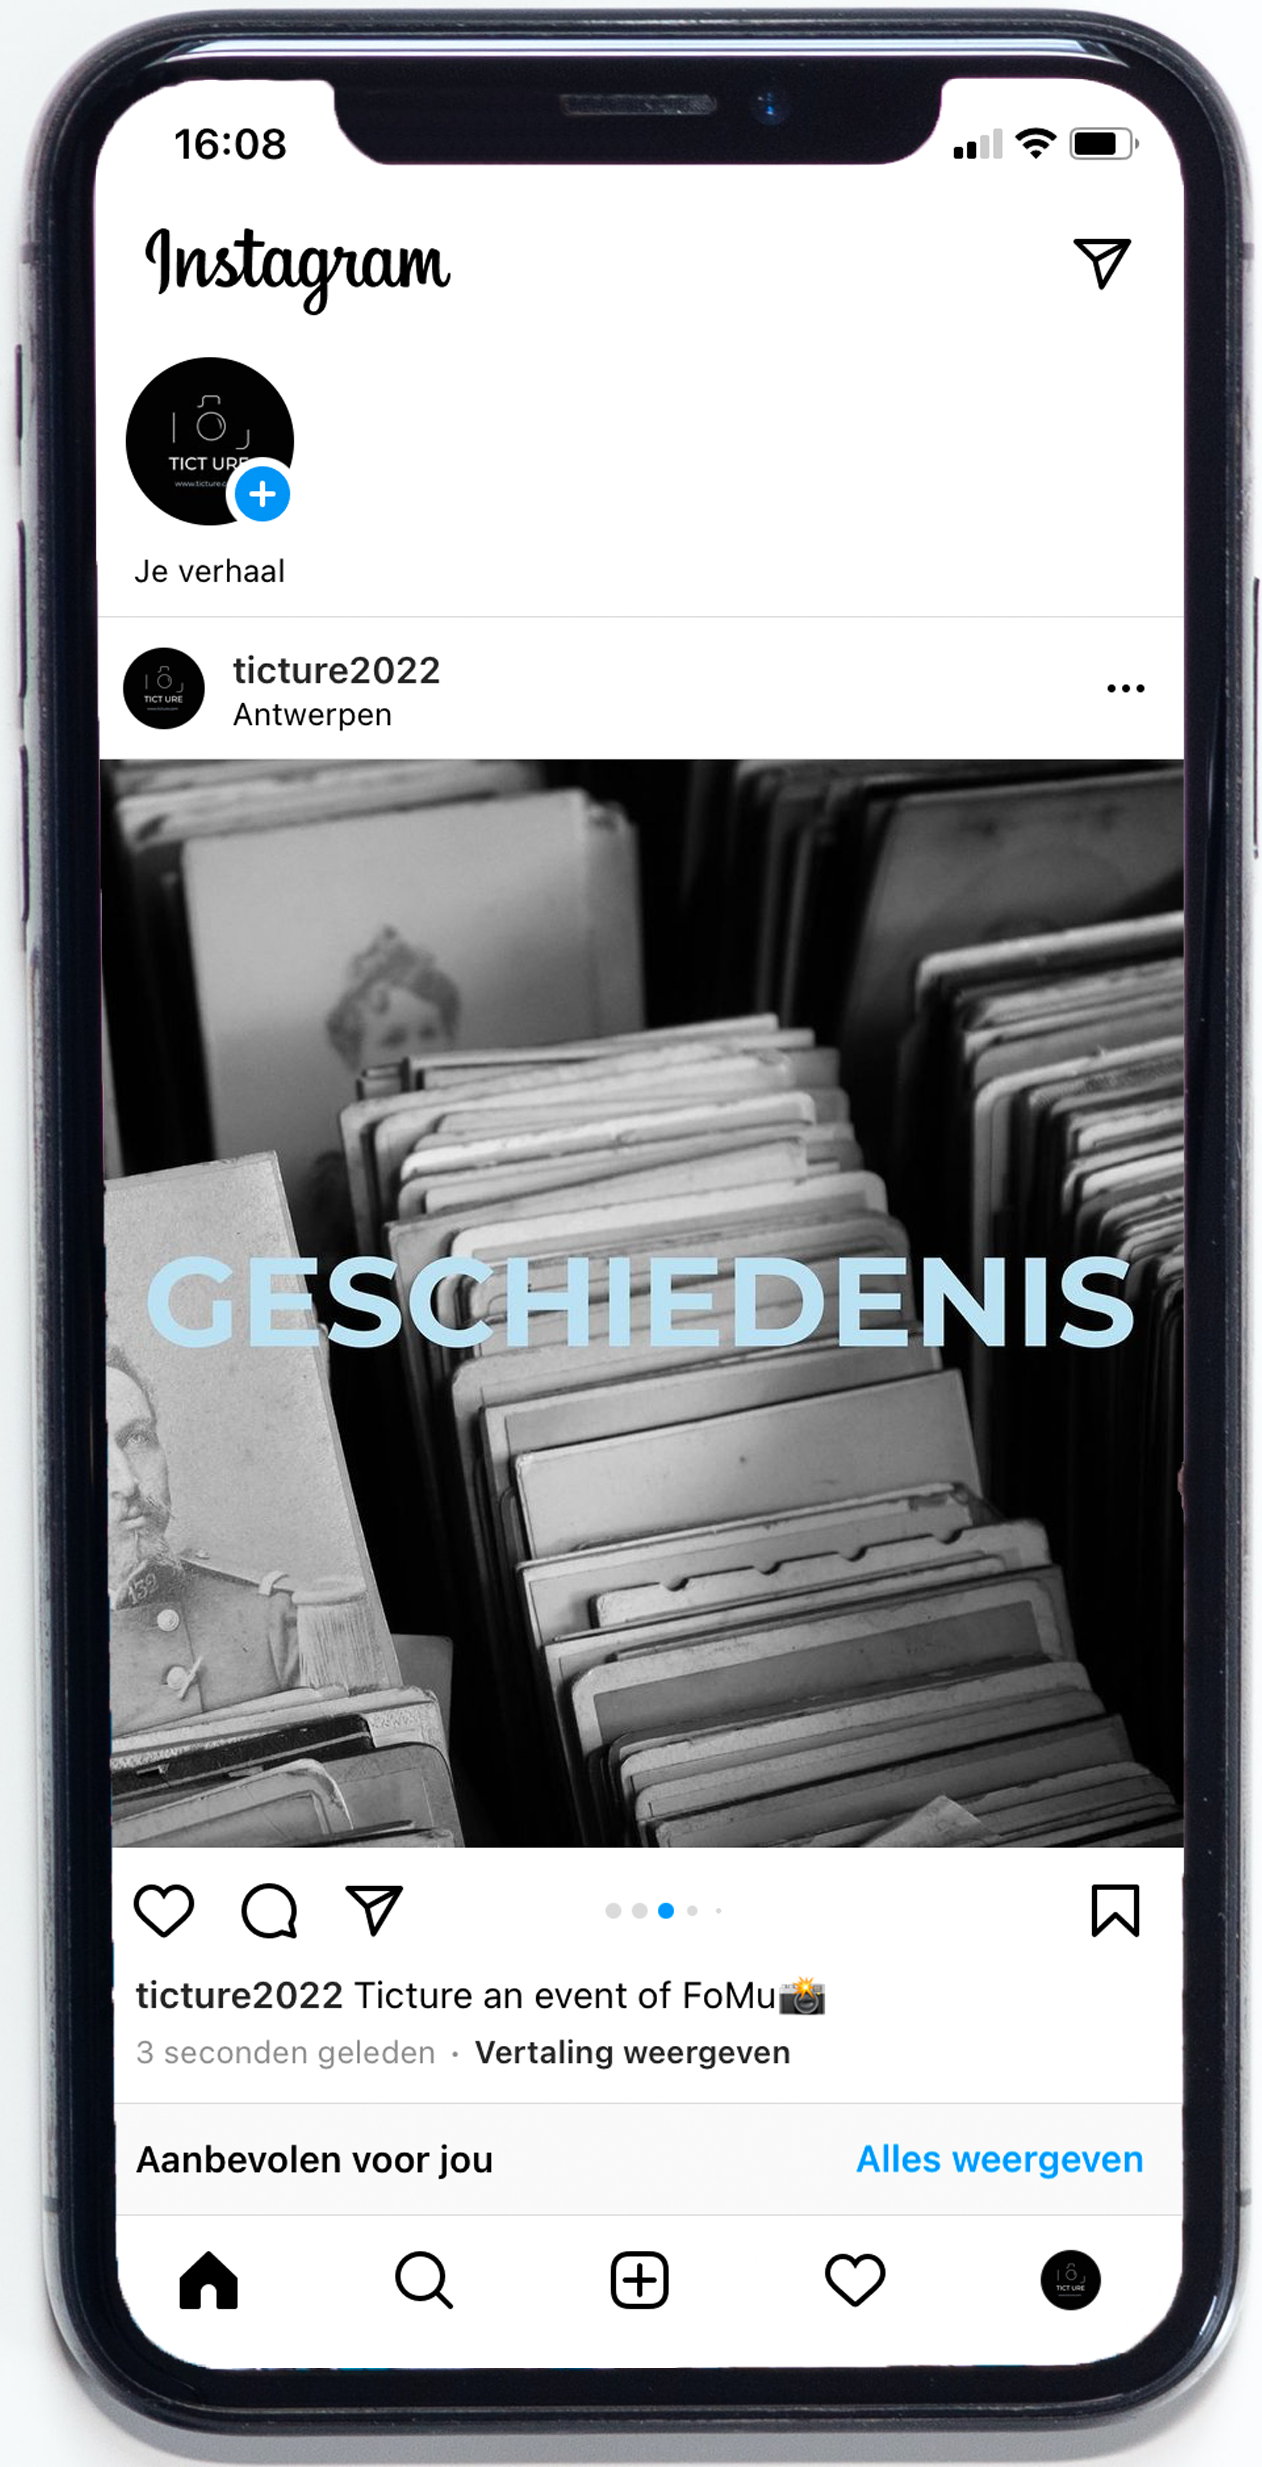 16:08
Instagram
TICT URE
Je verhaal
ticture2022
TICT URE
Antwerpen
GESCHIEDENIS
152
ticture2022 Ticture an event of FoMu📸
3 seconden geleden · Vertaling weergeven
Aanbevolen voor jou
Alles weergeven
TICT URE